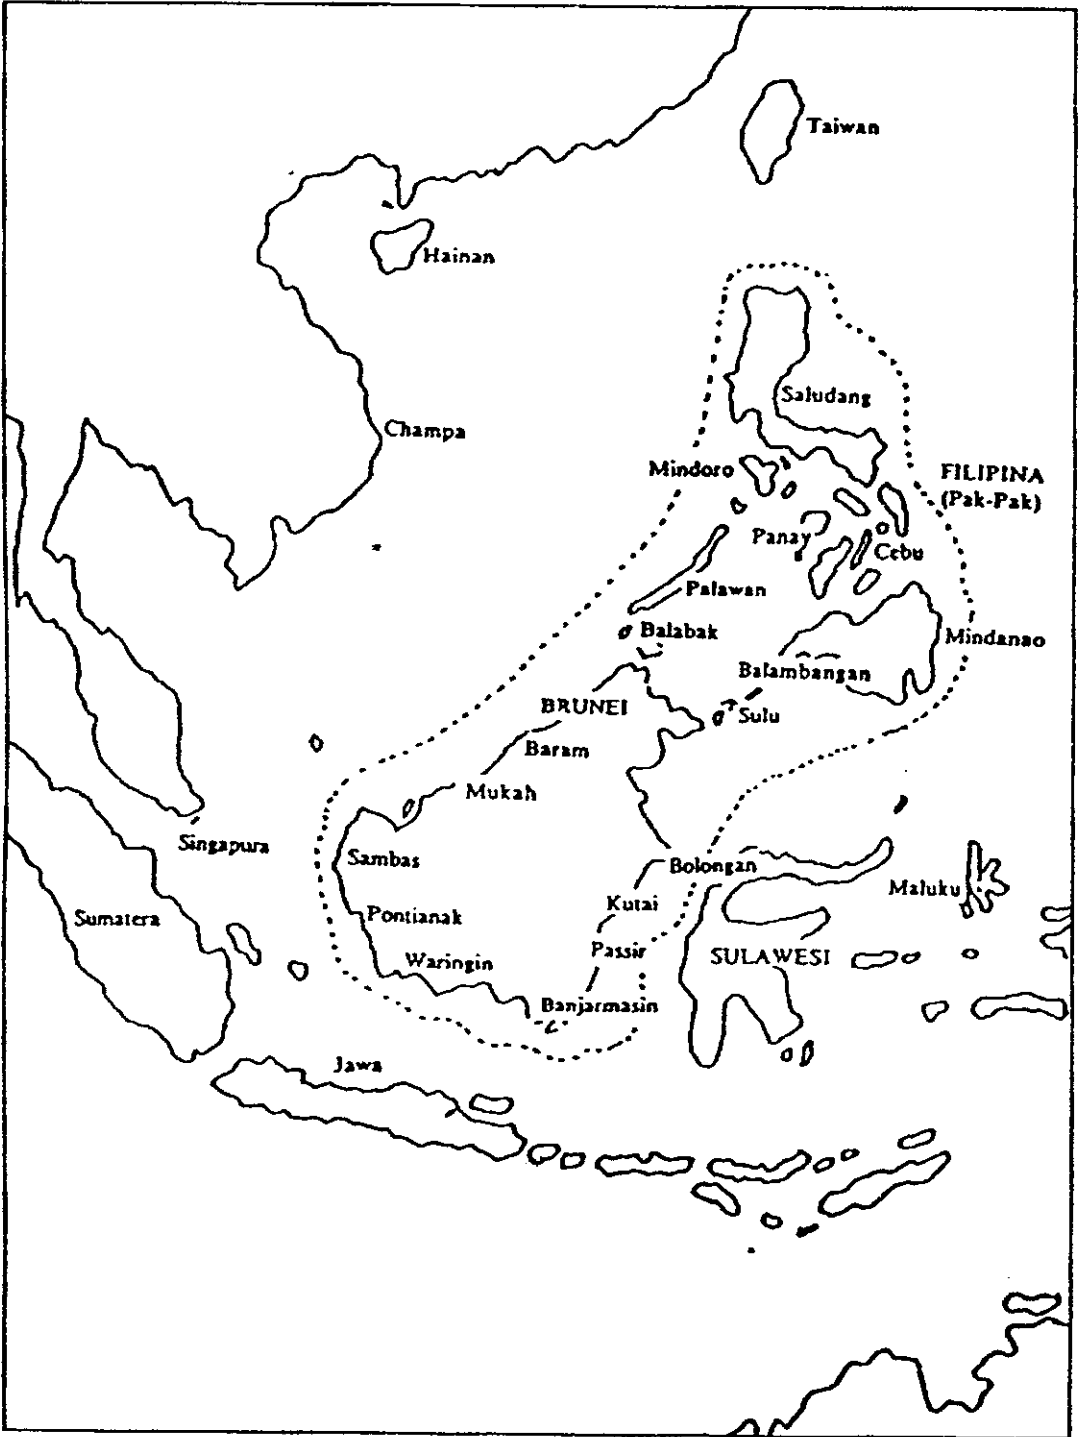 Taiwan
Hainan
Saludang
Champa
Mindoro
FILIPINA
(Pak-Pak)
Panay
Cebu
Palawan
Balabak
Mindanao
Balambangan
BRUNEI
Sulu
Baram
Mukah
Singapura
Sambas
Bolongan
Maluku
Kutai
Sumatera
Pontianak
Passir
SULAWESI
Waringin
Banjarmasin
Jawa